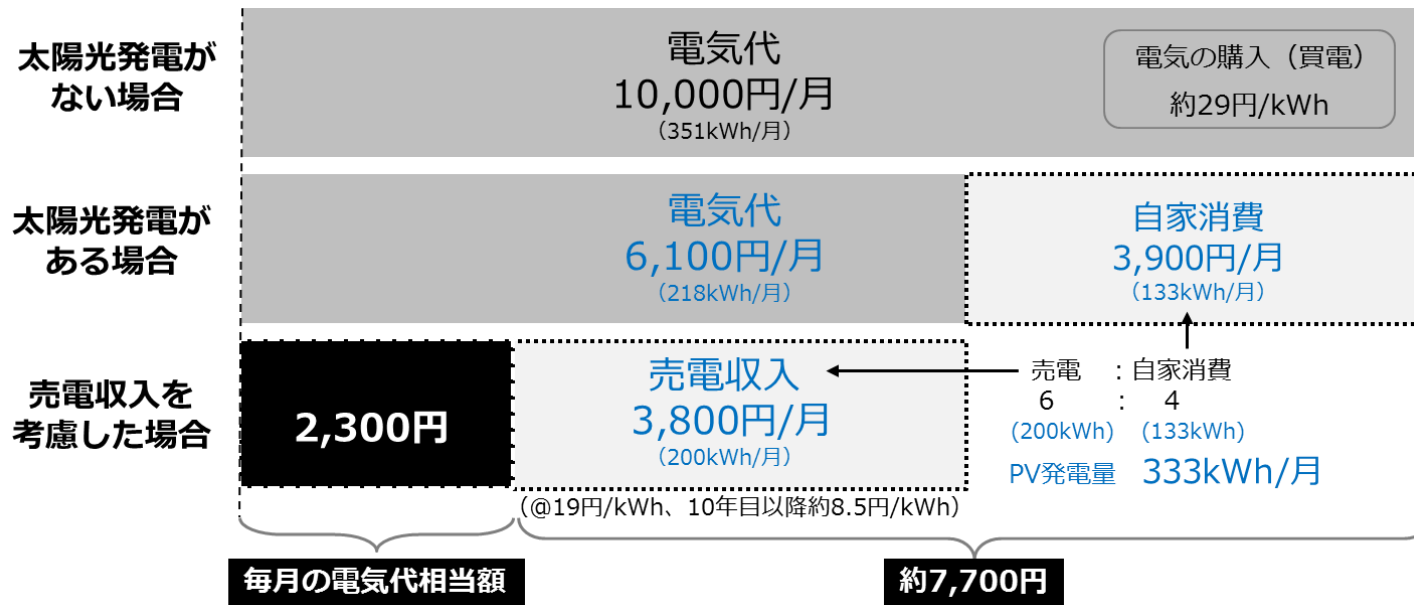 太陽光発電が
ない場合
電気代
10,000円/月
(351kWh/月)
電気の購入（買電）
約29円/kWh
太陽光発電が
ある場合
電気代
6,100円/月
(218kWh/月)
自家消費
3,900円/月
(133kWh/月)
売電収入を
考慮した場合
2,300円
売電収入
3,800円/月
(200kWh/月)
売電 ：自家消費
6 ： 4
(200kWh) (133kWh)
PV発電量 333kWh/月
(@19円/kWh、10年目以降約8.5円/kWh)
毎月の電気代相当額
約7,700円